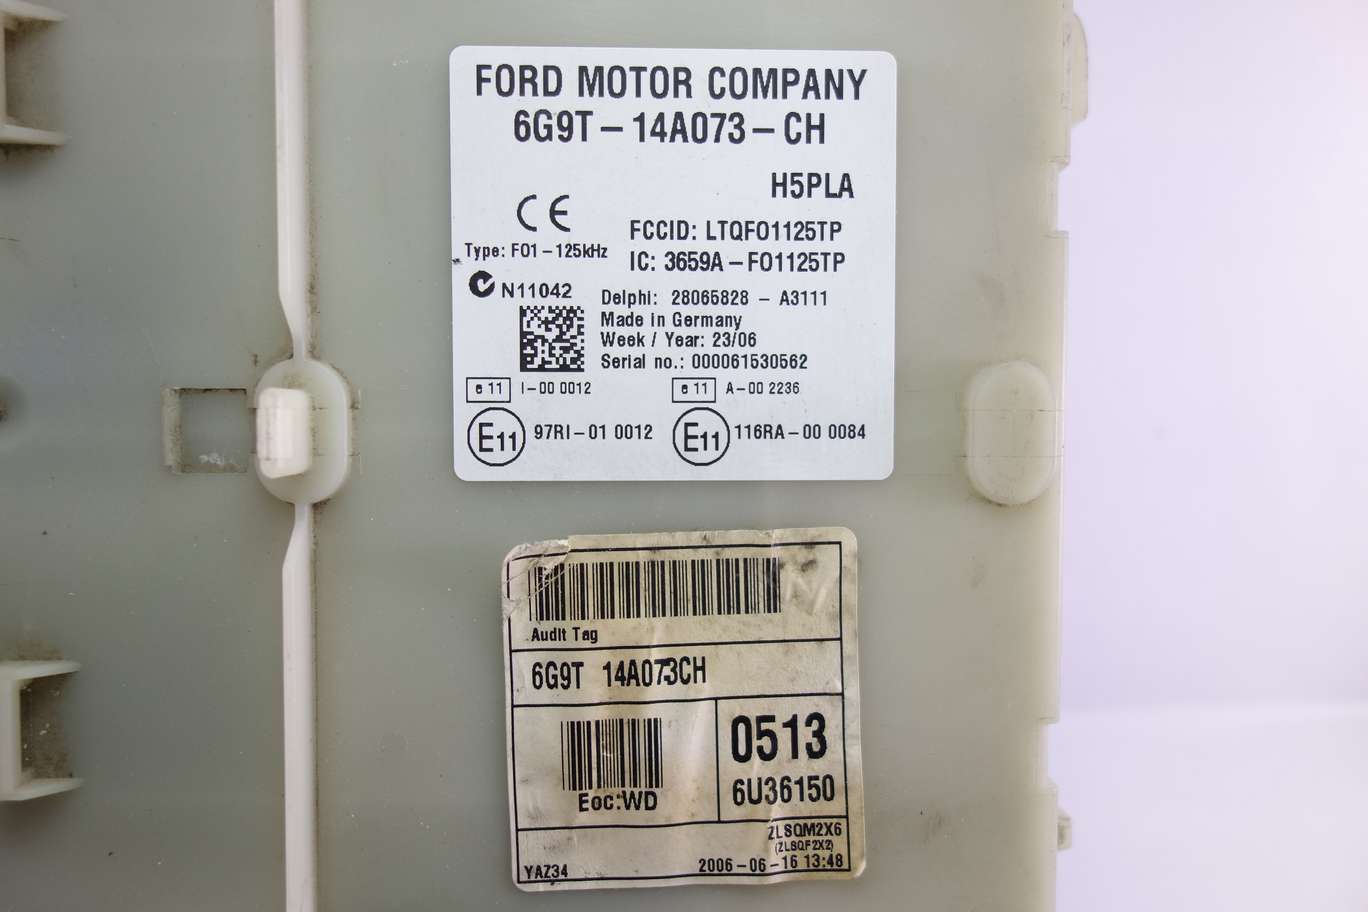 FORD MOTOR COMPANY
6G9T-14A073-CH
H5PLA
CE
FCCID: LTQFO1125TP
Type: FO1-125kHz
IC: 3659A-FO1125TP
N11042
Delphi: 28065828 - A3111
Made in Germany
Week / Year: 23/06
Serial no.: 000061530562
e 11 I-00 0012
e 11 A-00 2236
E11 97RI-01 0012
E11 116RA-00 0084
Audit Tag
6G9T 14A073CH
0513
Eoc:WD
6U36150
ZLSQM2X6
(ZLSQF2X2)
YAZ34
2006-06-16 13:48